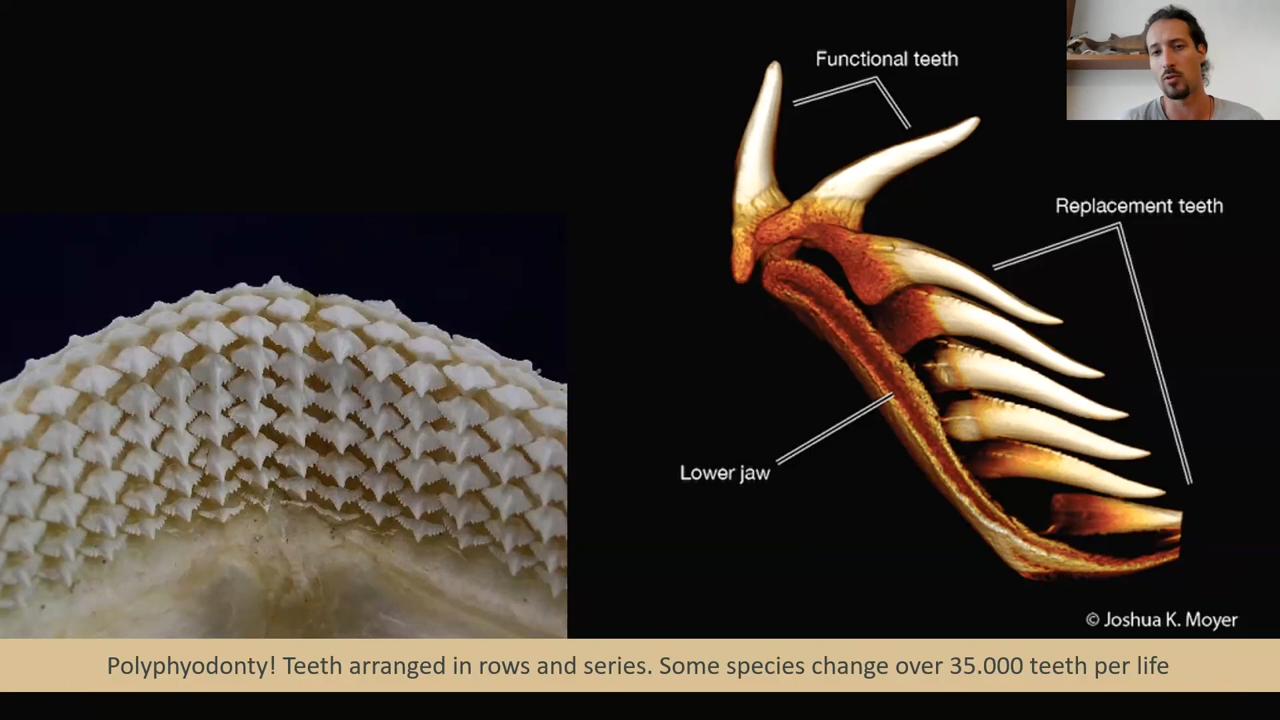 Functional teeth
Replacement teeth
Lower jaw
© Joshua K. Moyer
Polyphyodonty! Teeth arranged in rows and series. Some species change over 35.000 teeth per life